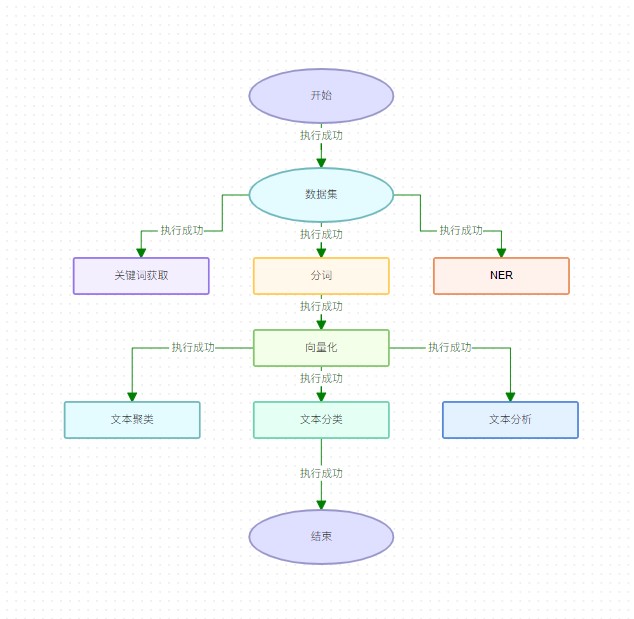 开始
执行成功
数据集
执行成功
执行成功
执行成功
关键词获取
分词
NER
执行成功
向量化
执行成功
执行成功
执行成功
文本聚类
文本分类
文本分析
执行成功
结束